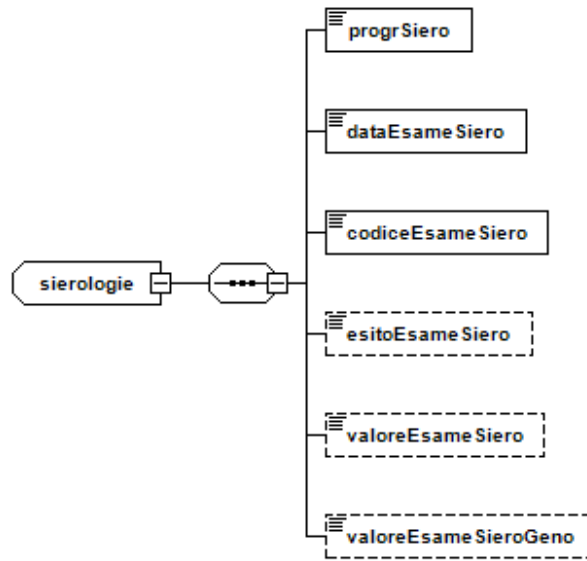 progrSiero
dataEsameSiero
codiceEsameSiero
sierologie
esitoEsameSiero
valoreEsameSiero
valoreEsameSieroGeno